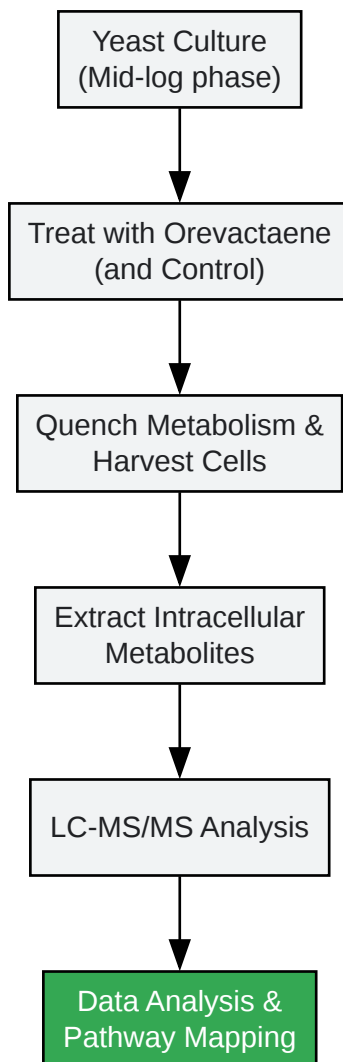 Yeast Culture
(Mid-log phase)
Treat with Orevactaene
(and Control)
Quench Metabolism &
Harvest Cells
Extract Intracellular
Metabolites
LC-MS/MS Analysis
Data Analysis &
Pathway Mapping